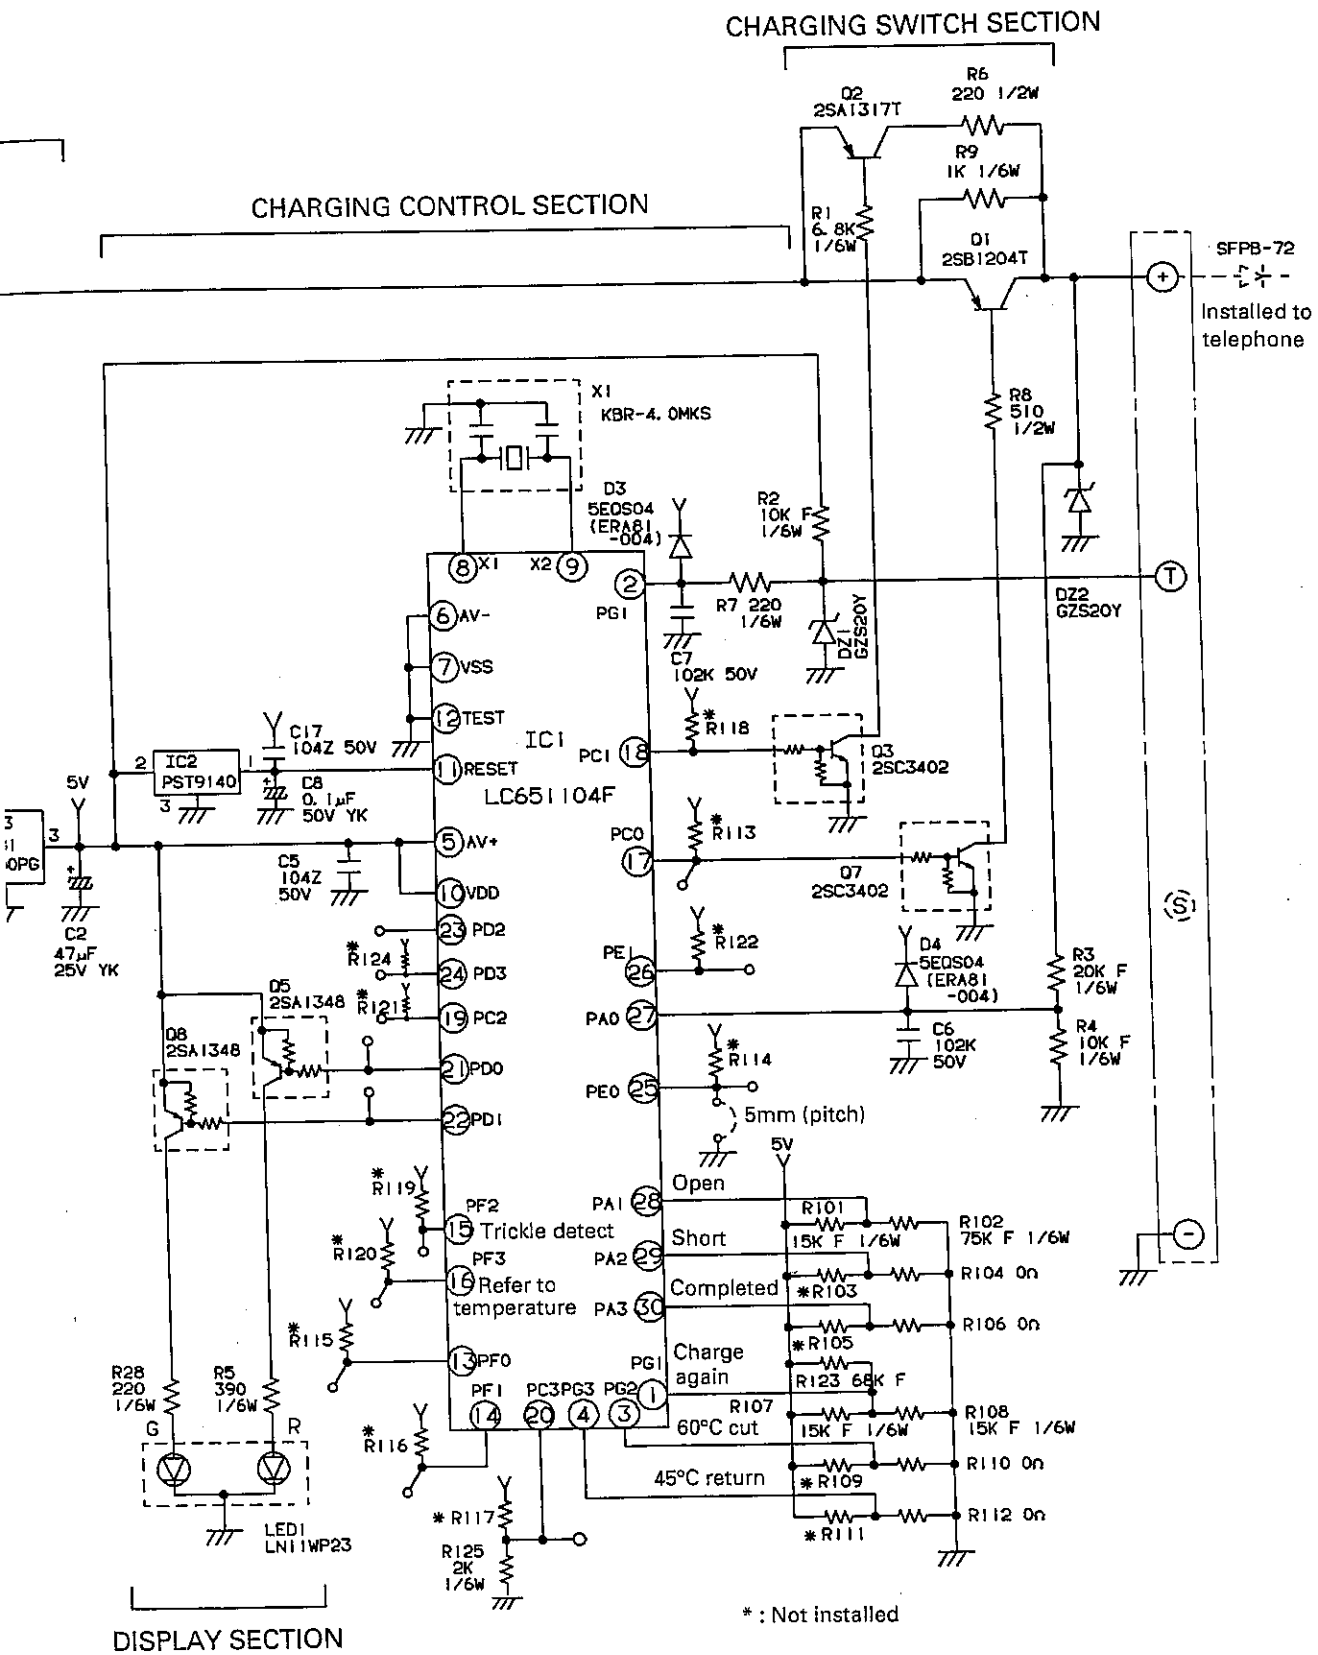 CHARGING SWITCH SECTION
Q2
2SA1317T
R6
220 1/2W
R9
1K 1/6W
CHARGING CONTROL SECTION
R1
6.8K
1/6W
Q1
2SB1204T
SFPB-72
+
Installed to
telephone
X1
KBR-4.0MKS
R8
510
1/2W
D3
5EQS04
(ERA81
-004)
R2
10K F
1/6W
8
X1
X2
9
2
PG1
R7 220
1/6W
T
DZ2
GZS20Y
6
AV-
DZ1
GZS20Y
C7
102K 50V
7
VSS
12
TEST
C17
104Z 50V
IC1
*
R118
PC1
18
Q3
2SC3402
2
IC2
PST9140
1
3
11
RESET
C8
0.1μF
50V YK
LC651104F
5V
3
*
R113
PC0
17
5
AV+
C5
104Z
50V
Q7
2SC3402
10
VDD
C2
47μF
25V YK
23
PD2
PE1
26
*
R122
D4
5EQS04
(ERA81
-004)
S
R3
20K F
1/6W
*
R124
24
PD3
*
R121
19
PC2
PA0
27
C6
102K
50V
R4
10K F
1/6W
Q5
2SA1348
Q8
2SA1348
21
PD0
PE0
25
*
R114
22
PD1
5mm (pitch)
5V
*
R119
PF2
15
Trickle detect
PA1
28
Open
R101
15K F 1/6W
R102
75K F 1/6W
*
R120
PF3
16
Refer to
temperature
PA2
29
Short
*R103
R104 0Ω
PA3
30
Completed
*R105
R106 0Ω
-
*
R115
13
PF0
PG1
1
Charge
again
R123 68K F
R107
15K F 1/6W
R108
15K F 1/6W
R28
220
1/6W
R5
390
1/6W
PF1
14
PC3
20
PG3
4
PG2
3
60°C cut
*R109
R110 0Ω
G
R
*
R116
45°C return
*R111
R112 0Ω
* R117
R125
2K
1/6W
LED1
LN11WP23
* : Not installed
DISPLAY SECTION